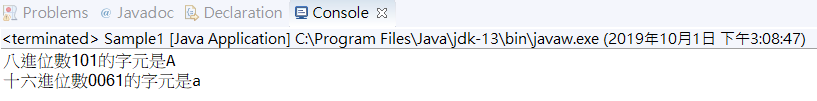 Problems @ Javadoc Declaration Console
<terminated> Sample1 [Java Application] C:\Program Files\Java\jdk-13\bin\javaw.exe (2019年10月1日 下午3:08:47)
八進位數101的字元是A
十六進位數0061的字元是a